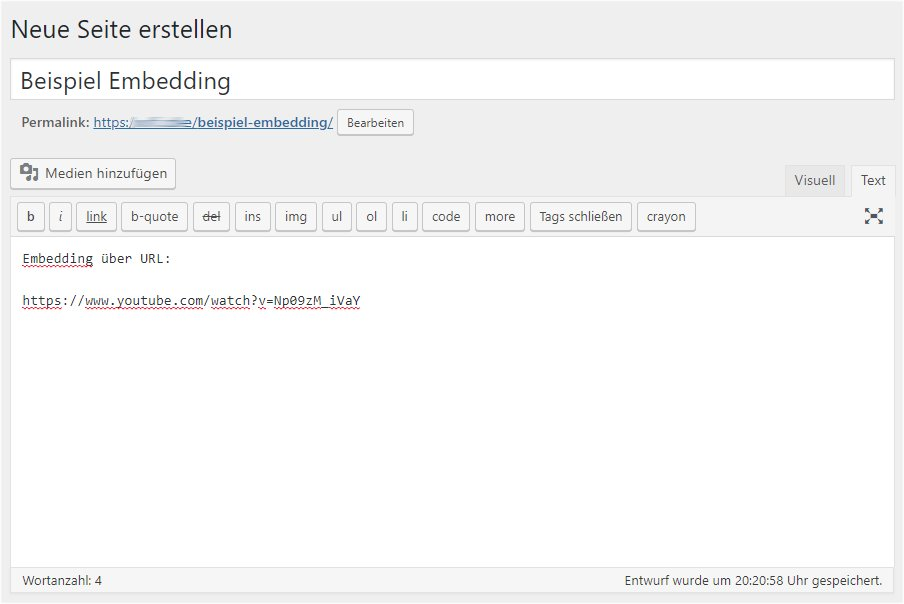 Neue Seite erstellen
Beispiel Embedding
Permalink: https:/ /beispiel-embedding/ Bearbeiten
Medien hinzufügen
Visuell Text
b i link b-quote del ins img ul ol li code more Tags schließen crayon
Embedding über URL:
https://www.youtube.com/watch?v=Np09zM_iVaY
Wortanzahl: 4 Entwurf wurde um 20:20:58 Uhr gespeichert.